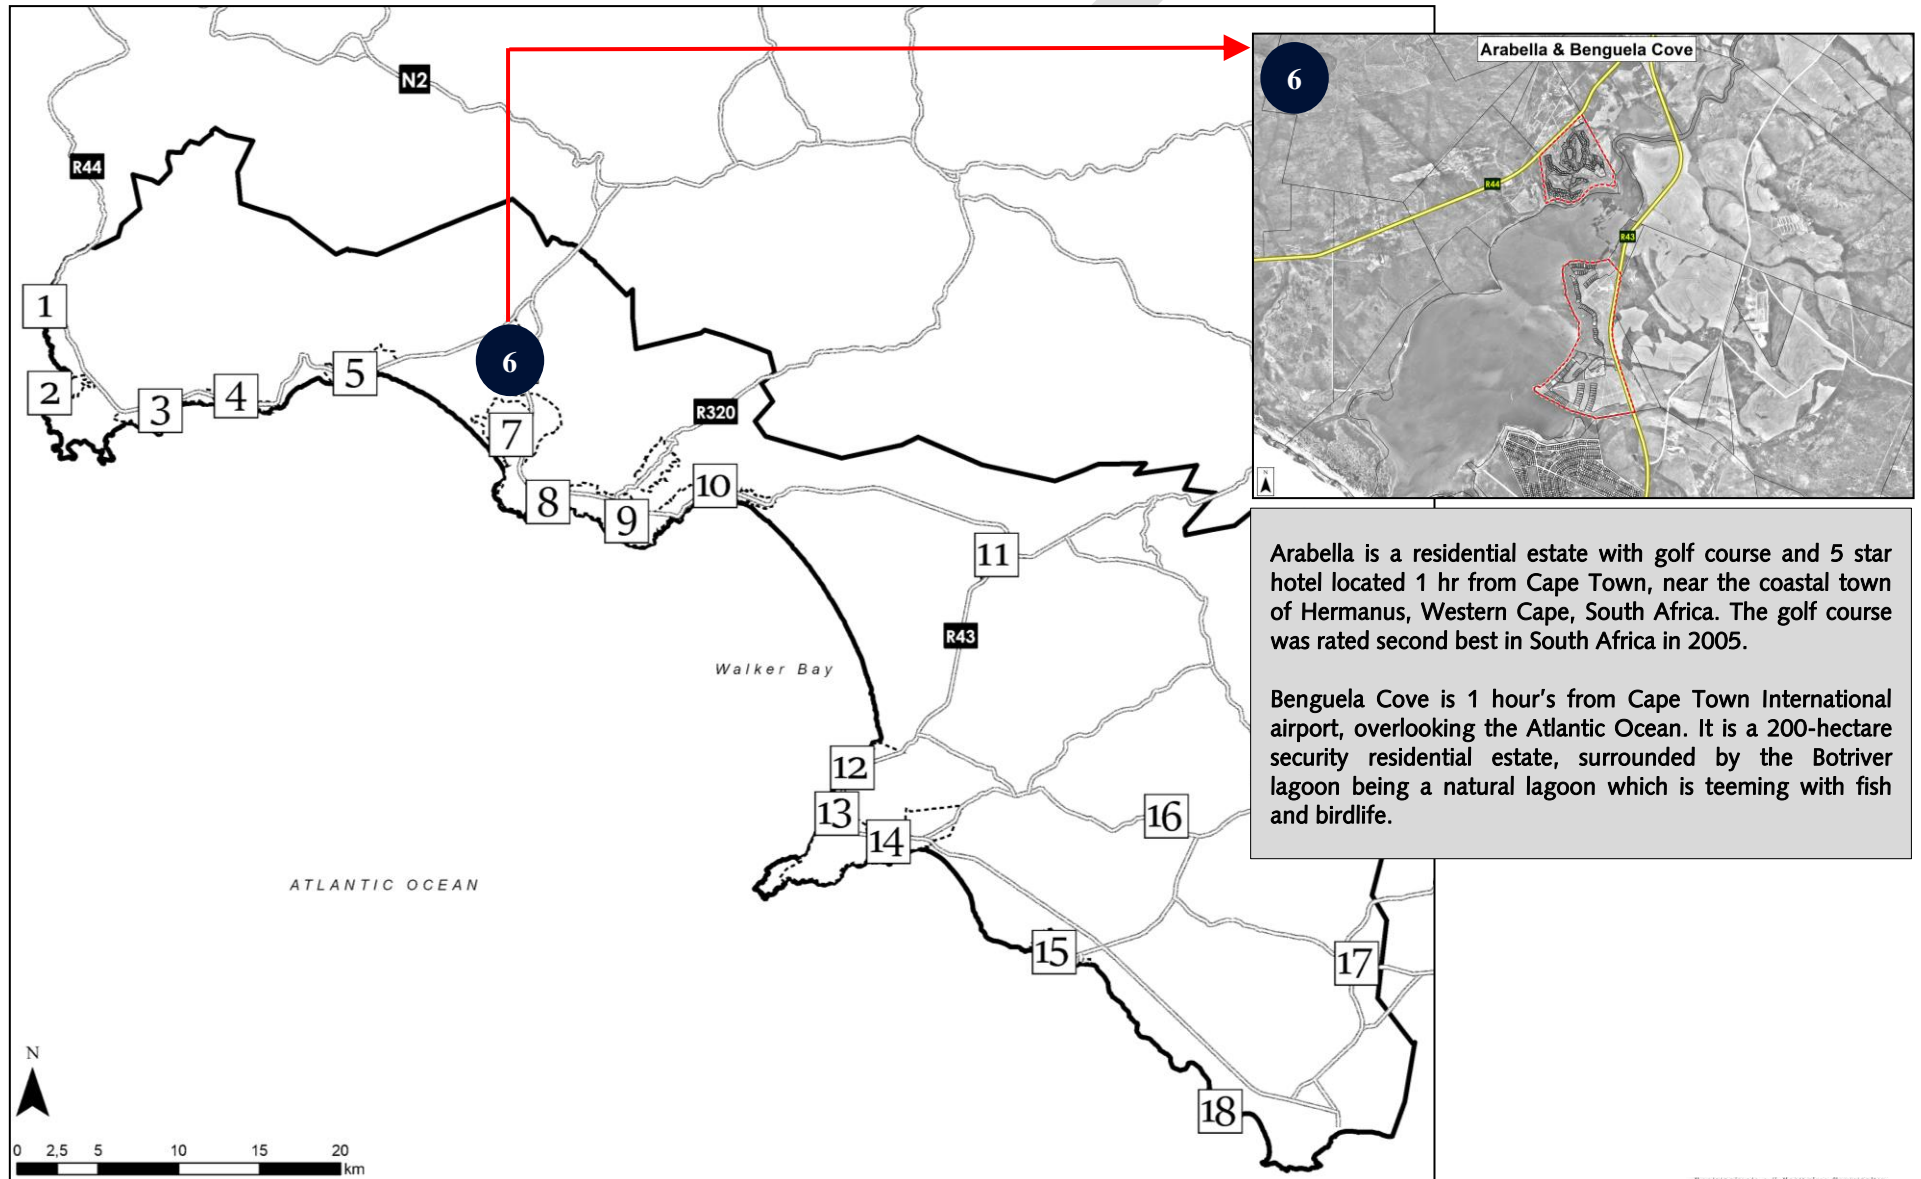 N2
R44
1
2
3
4
5
6
7
8
9
10
R320
11
R43
Walker Bay
12
13
14
16
ATLANTIC OCEAN
15
17
18
N
0 2,5 5 10 15 20
km
6
Arabella & Benguela Cove
R44
R43
N
Arabella is a residential estate with golf course and 5 star
hotel located 1 hr from Cape Town, near the coastal town
of Hermanus, Western Cape, South Africa. The golf course
was rated second best in South Africa in 2005.
Benguela Cove is 1 hour's from Cape Town International
airport, overlooking the Atlantic Ocean. It is a 200-hectare
security residential estate, surrounded by the Botriver
lagoon being a natural lagoon which is teeming with fish
and birdlife.